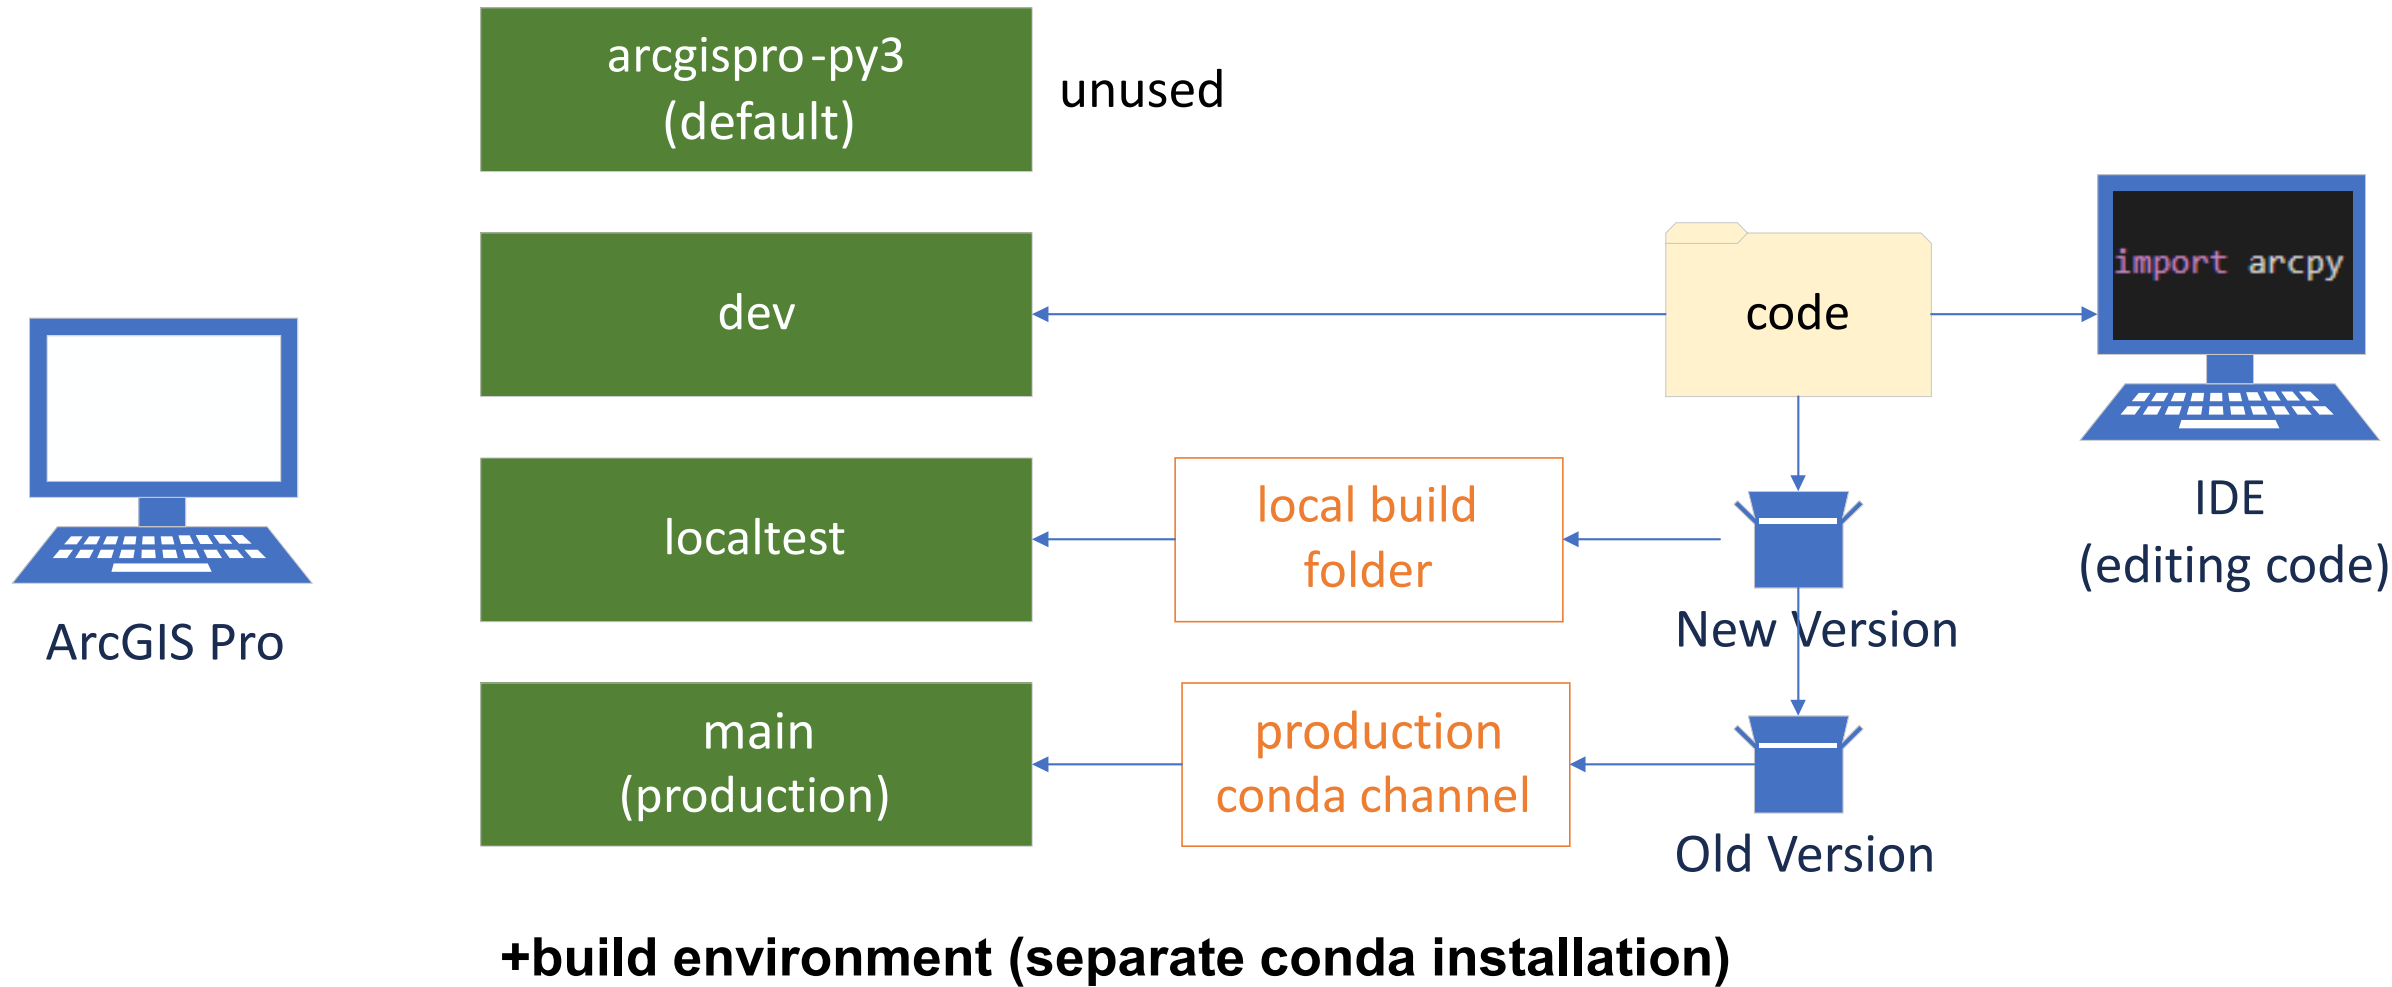 arcgispro-py3
(default)
unused
dev
code
import arcpy
localtest
local build
folder
New Version
IDE
(editing code)
ArcGIS Pro
main
(production)
production
conda channel
Old Version
+build environment (separate conda installation)